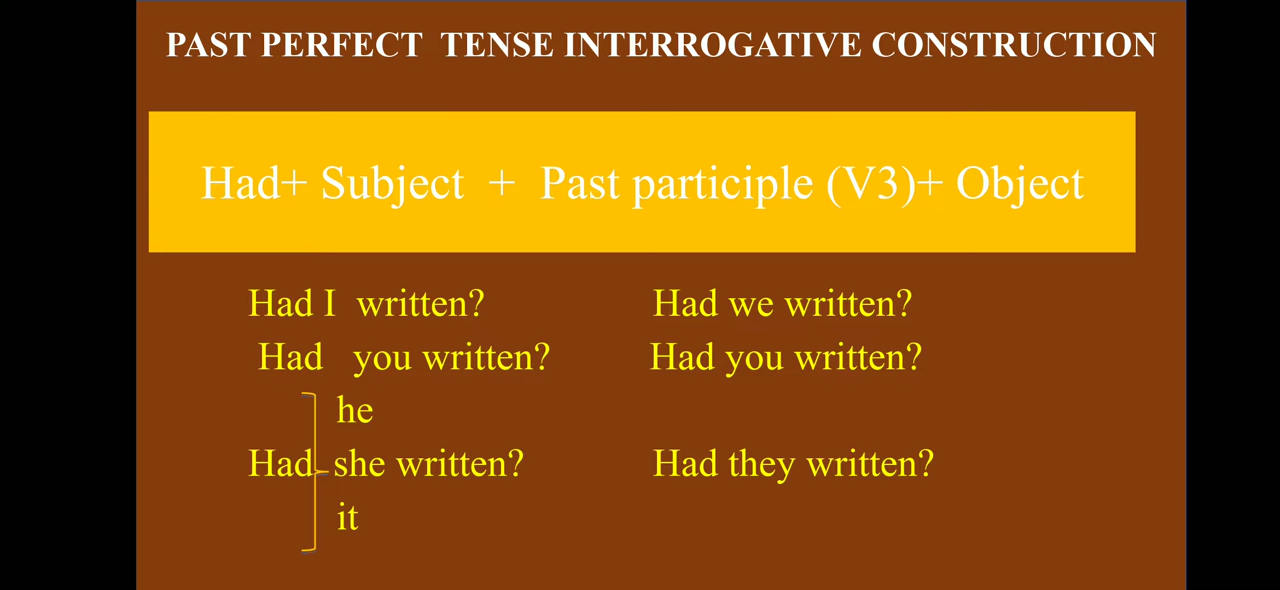 PAST PERFECT TENSE INTERROGATIVE CONSTRUCTION
Had+ Subject + Past participle (V3)+ Object
Had I written? Had we written?
Had you written? Had you written?
he
Had she written? Had they written?
it